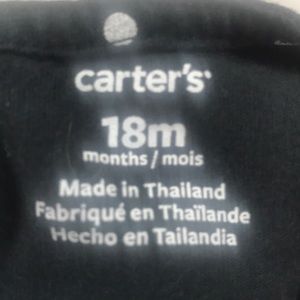 carter's
18m
months / mois
Made in Thailand
Fabriqué en Thaïlande
Hecho en Tailandia